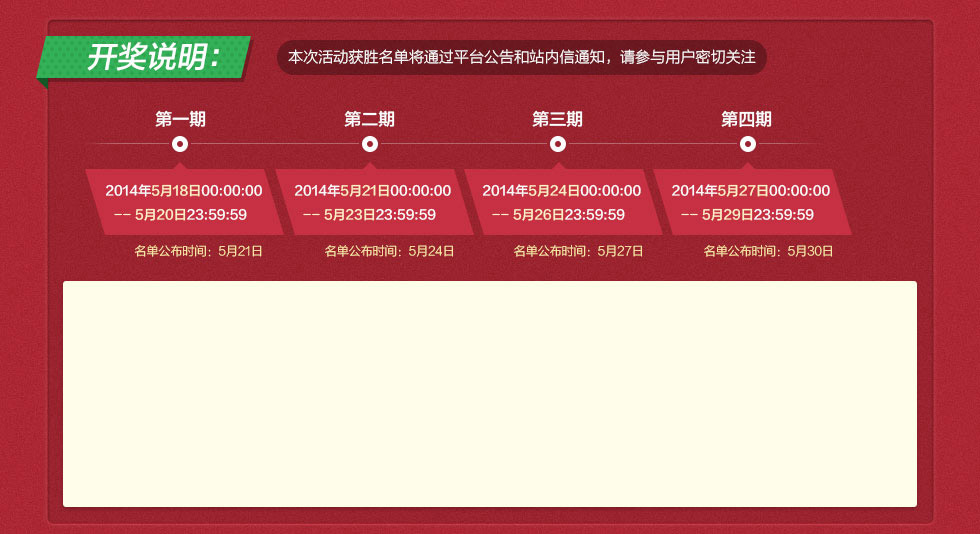 开奖说明：
本次活动获胜名单将通过平台公告和站内信通知，请参与用户密切关注
第一期
第二期
第三期
第四期
2014年5月18日00:00:00
-- 5月20日23:59:59
2014年5月21日00:00:00
-- 5月23日23:59:59
2014年5月24日00:00:00
-- 5月26日23:59:59
2014年5月27日00:00:00
-- 5月29日23:59:59
名单公布时间：5月21日
名单公布时间：5月24日
名单公布时间：5月27日
名单公布时间：5月30日